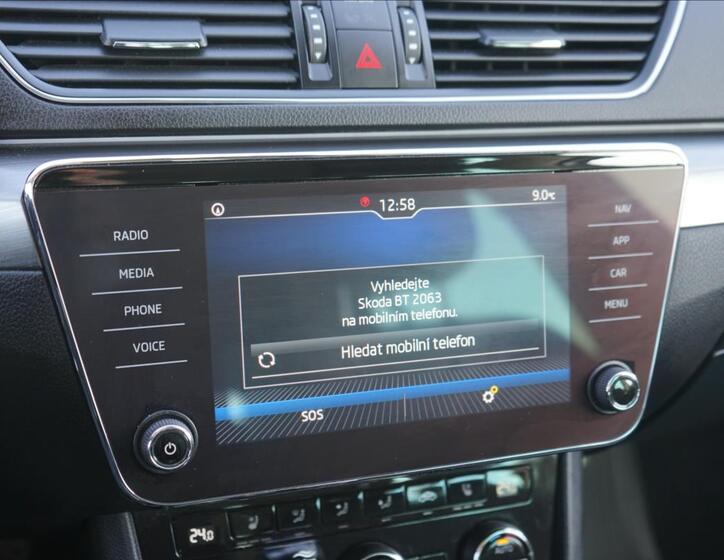 12:58
9.0°C
RADIO
MEDIA
PHONE
VOICE
NAV
APP
CAR
MENU
Vyhledejte
Skoda BT 2063
na mobilním telefonu.
Hledat mobilní telefon
SOS
24.0